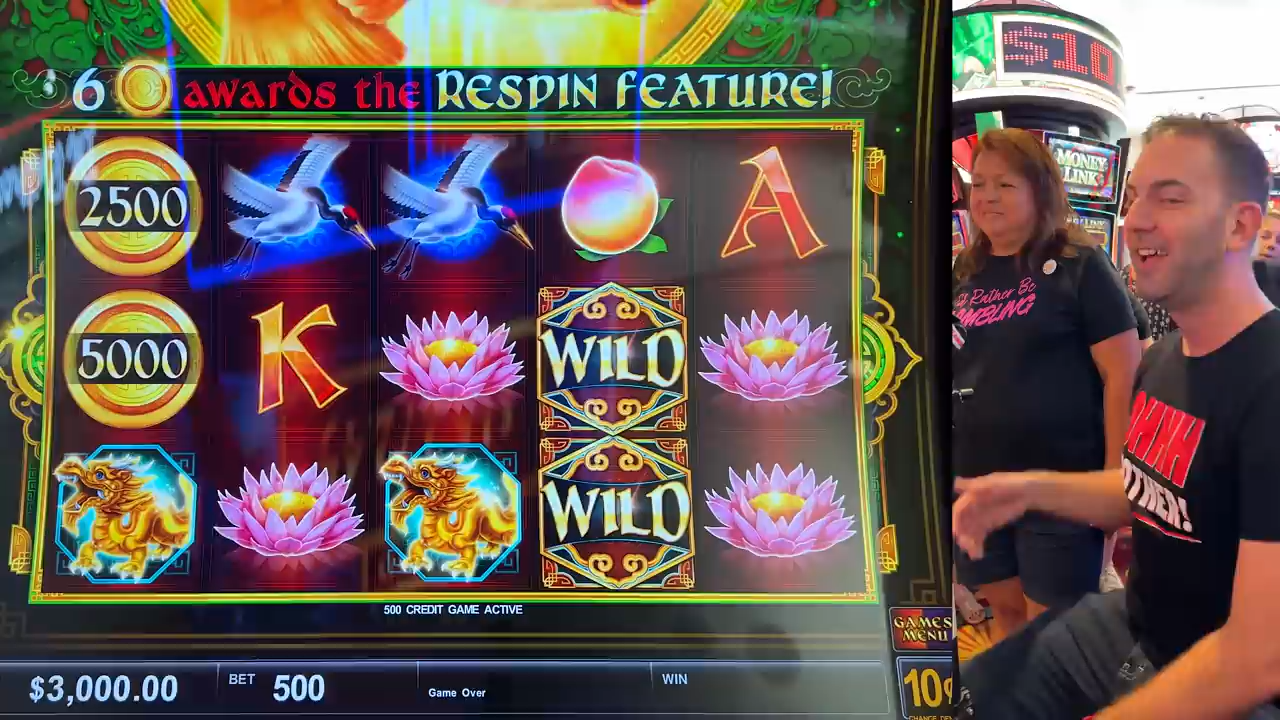 6 awards the RESPIN FEATURE!
2500
A
5000
K
WILD
WILD
500 CREDIT GAME ACTIVE
GAMES
MENU
$3,000.00
BET 500
Game Over
WIN
10¢
$10
MONEY
LINK
Rather Be